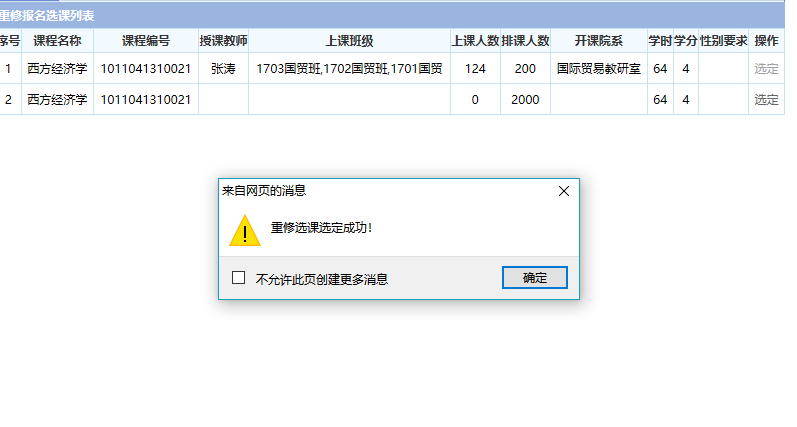 重修报名选课列表
序号 课程名称 课程编号 授课教师 上课班级 上课人数 排课人数 开课院系 学时 学分 性别要求 操作
1 西方经济学 1011041310021 张涛 1703国贸班,1702国贸班,1701国贸 124 200 国际贸易教研室 64 4 选定
2 西方经济学 1011041310021 0 2000 64 4 选定
来自网页的消息
重修选课选定成功!
不允许此页创建更多消息 确定